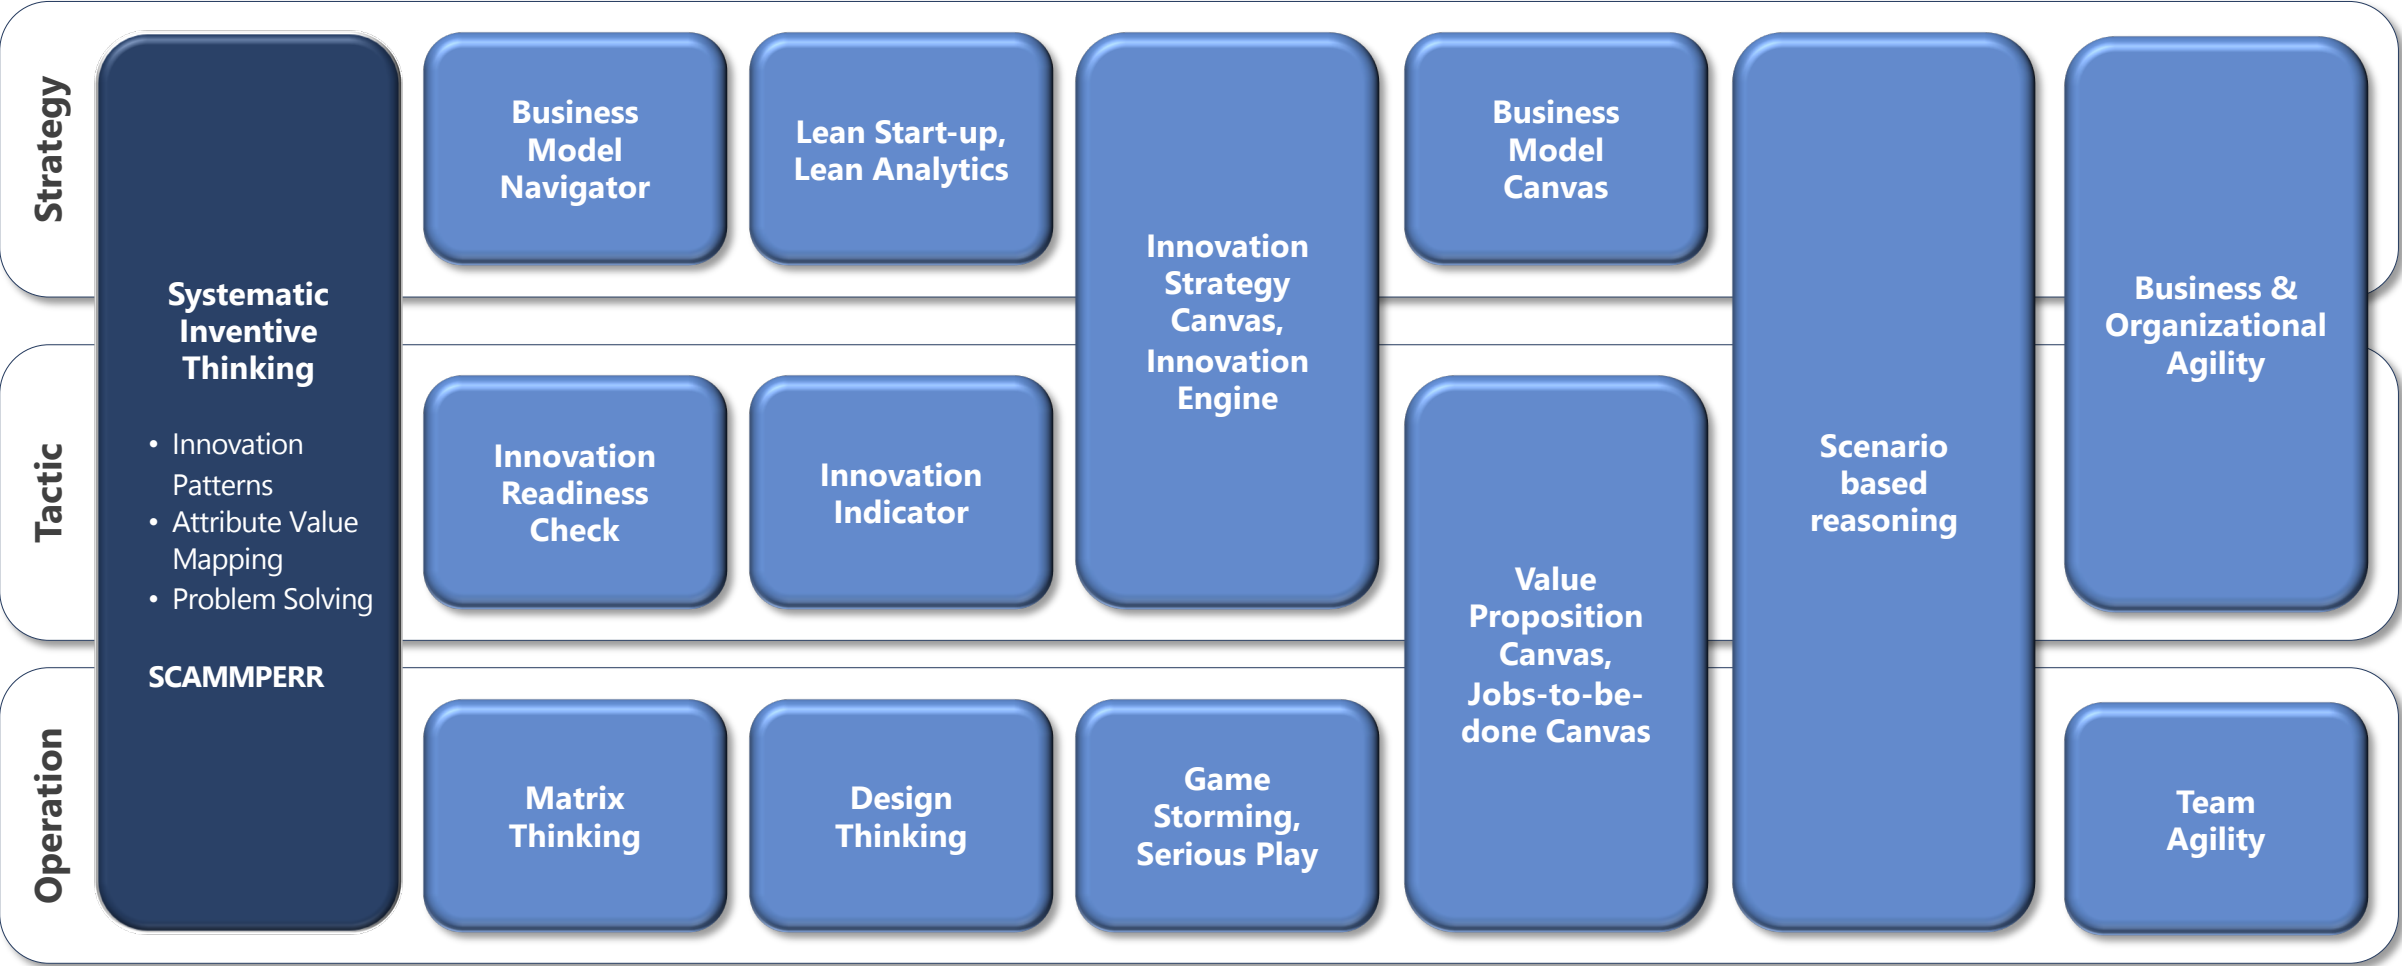 Strategy
Systematic
Inventive
Thinking
• Innovation
Patterns
• Attribute Value
Mapping
• Problem Solving
SCAMMPERR
Business
Model
Navigator
Lean Start-up,
Lean Analytics
Innovation
Strategy
Canvas,
Innovation
Engine
Business
Model
Canvas
Scenario
based
reasoning
Business &
Organizational
Agility
Tactic
Innovation
Readiness
Check
Innovation
Indicator
Value
Proposition
Canvas,
Jobs-to-be-
done Canvas
Operation
Matrix
Thinking
Design
Thinking
Game
Storming,
Serious Play
Team
Agility